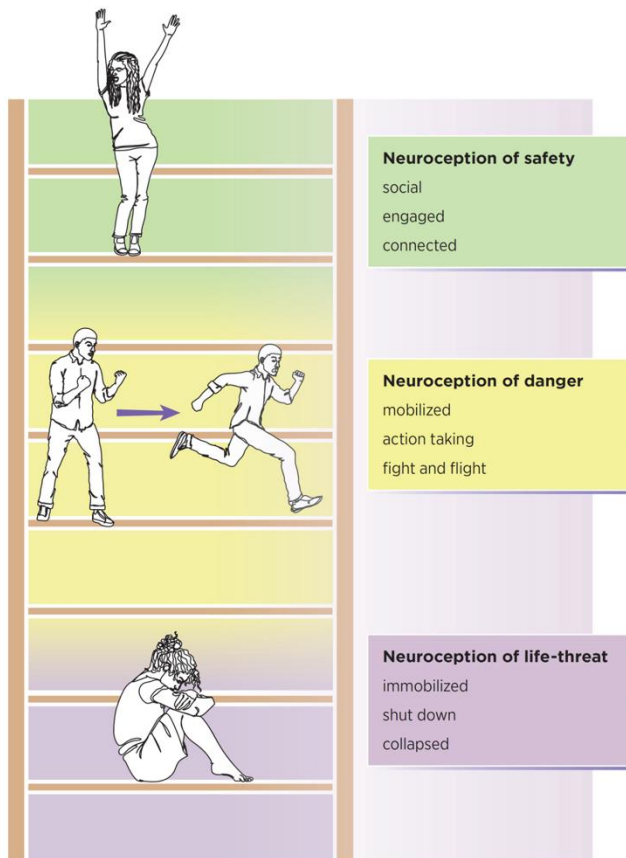 Neuroception of safety
social
engaged
connected
Neuroception of danger
mobilized
action taking
fight and flight
Neuroception of life-threat
immobilized
shut down
collapsed